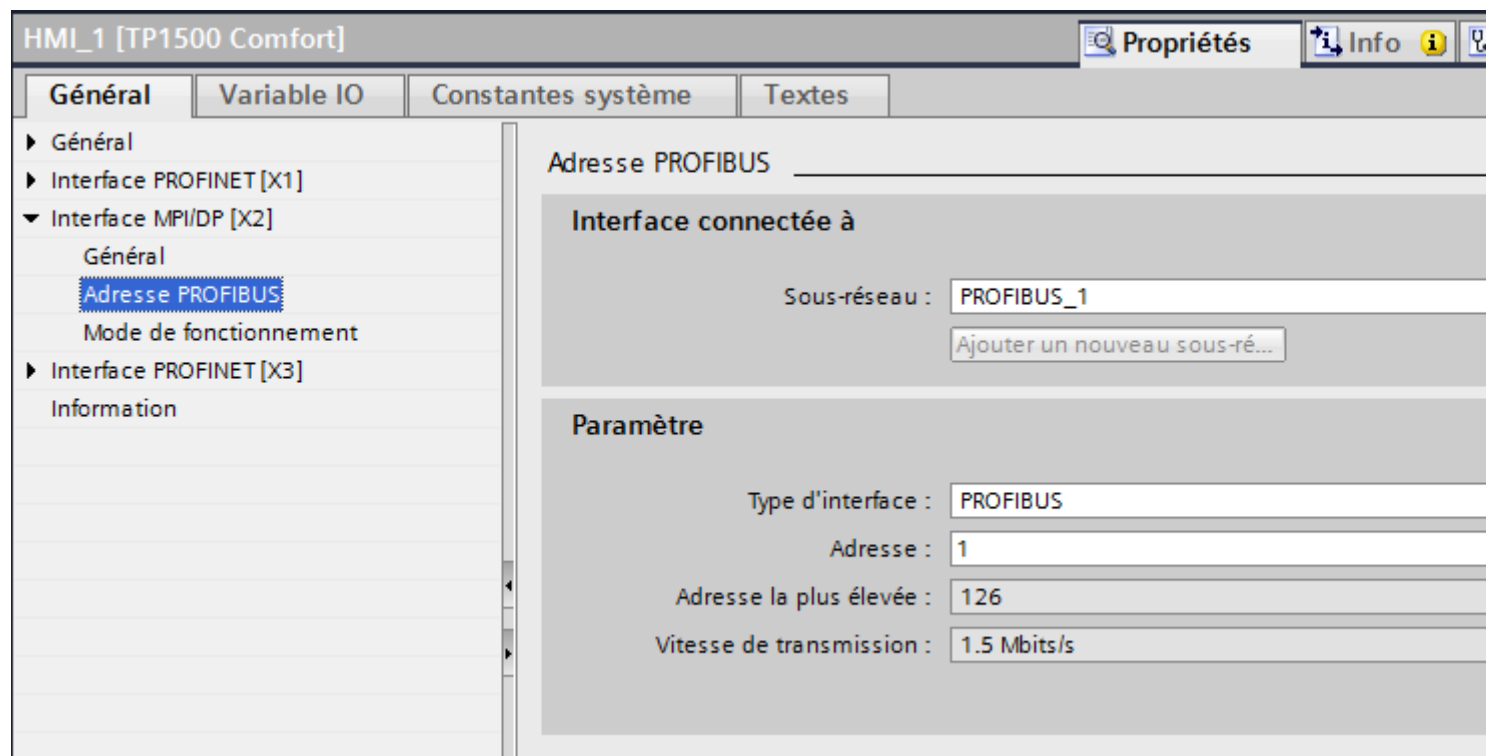 HMI_1 [TP1500 Comfort]
Propriétés
Info
Général
Variable IO
Constantes système
Textes
Général
Interface PROFINET [X1]
Interface MPI/DP [X2]
Général
Adresse PROFIBUS
Mode de fonctionnement
Interface PROFINET [X3]
Information
Adresse PROFIBUS
Interface connectée à
Sous-réseau : PROFIBUS_1
Ajouter un nouveau sous-ré...
Paramètre
Type d'interface : PROFIBUS
Adresse : 1
Adresse la plus élevée : 126
Vitesse de transmission : 1.5 Mbits/s